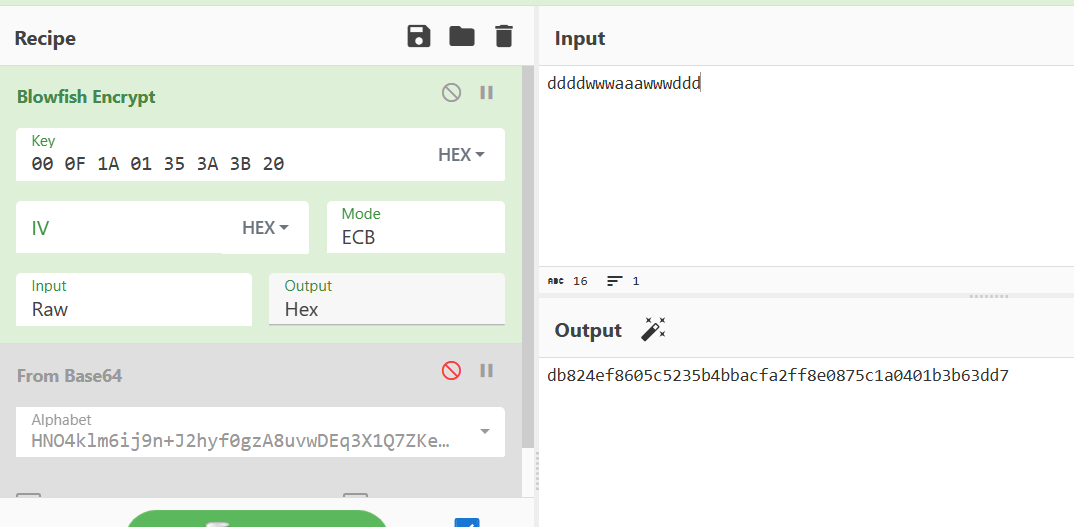 Recipe
Blowfish Encrypt
Key
00 0F 1A 01 35 3A 3B 20
HEX
IV
HEX
Mode
ECB
Input
Raw
Output
Hex
From Base64
Alphabet
HNO4klm6ij9n+J2hyf0gzA8uvwDEq3X1Q7ZKe…
Input
ddddwwwaaawwwddd
ABC 16 1
Output
db824ef8605c5235b4bbacfa2ff8e0875c1a0401b3b63dd7